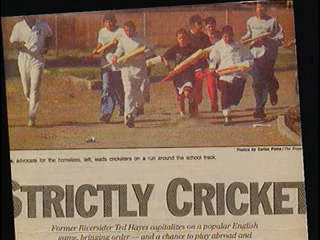 Photos by Carlos Puma/The Pre
s, advocate for the homeless, left, leads cricketers on a run around the school track.
STRICTLY CRICKET
Former Riversider Ted Hayes capitalizes on a popular English
game, bringing order — and a chance to play abroad and